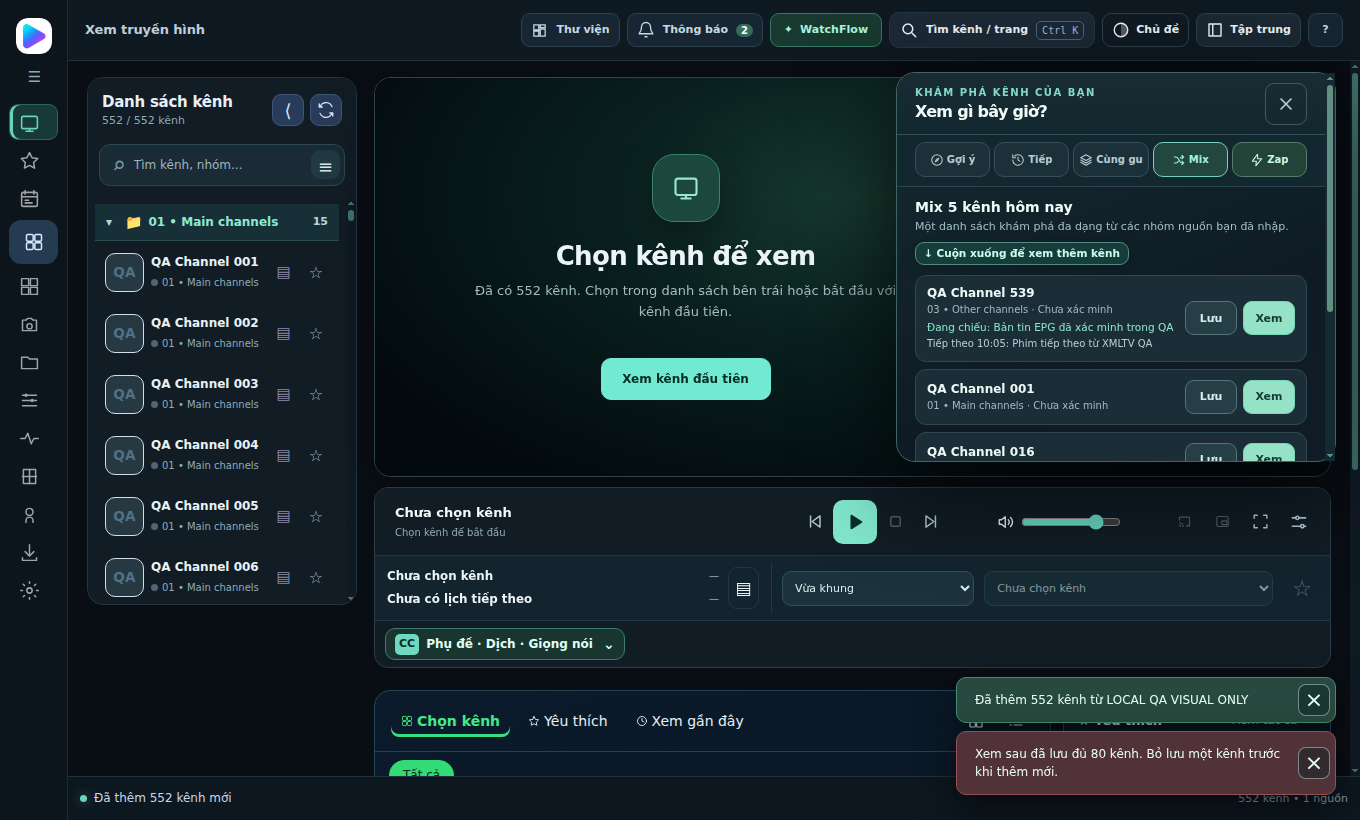 Xem truyền hình
Thư viện
Thông báo 2
WatchFlow
Tìm kênh / trang Ctrl K
Chủ đề
Tập trung
?
Danh sách kênh
552 / 552 kênh
Tìm kênh, nhóm...
01 • Main channels 15
QA
QA Channel 001
01 • Main channels
QA
QA Channel 002
01 • Main channels
QA
QA Channel 003
01 • Main channels
QA
QA Channel 004
01 • Main channels
QA
QA Channel 005
01 • Main channels
QA
QA Channel 006
01 • Main channels
Chọn kênh để xem
Đã có 552 kênh. Chọn trong danh sách bên trái hoặc bắt đầu với
kênh đầu tiên.
Xem kênh đầu tiên
KHÁM PHÁ KÊNH CỦA BẠN
Xem gì bây giờ?
Gợi ý
Tiếp
Cùng gu
Mix
Zap
Mix 5 kênh hôm nay
Một danh sách khám phá đa dạng từ các nhóm nguồn bạn đã nhập.
↓ Cuộn xuống để xem thêm kênh
QA Channel 539
03 • Other channels · Chưa xác minh
Đang chiếu: Bản tin EPG đã xác minh trong QA
Tiếp theo 10:05: Phim tiếp theo từ XMLTV QA
Lưu
Xem
QA Channel 001
01 • Main channels · Chưa xác minh
Lưu
Xem
QA Channel 016
Lưu
Xem
Chưa chọn kênh
Chọn kênh để bắt đầu
Chưa chọn kênh —
Chưa có lịch tiếp theo —
Vừa khung
Chưa chọn kênh
CC Phụ đề · Dịch · Giọng nói
Chọn kênh
Yêu thích
Xem gần đây
Tất cả
Đã thêm 552 kênh từ LOCAL QA VISUAL ONLY
Xem sau đã lưu đủ 80 kênh. Bỏ lưu một kênh trước
khi thêm mới.
Đã thêm 552 kênh mới
552 kênh • 1 nguồn